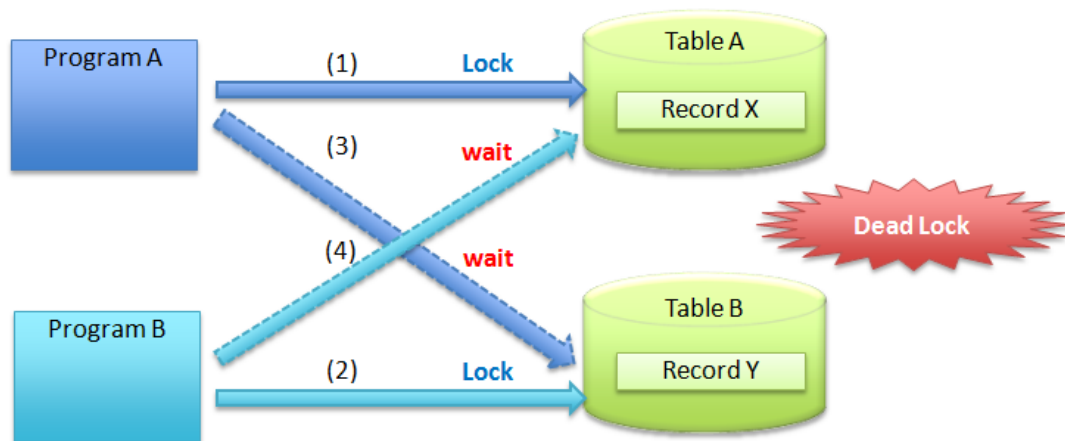 Program A
(1)
Lock
Table A
Record X
(3)
wait
Dead Lock
(4)
wait
Program B
(2)
Lock
Table B
Record Y